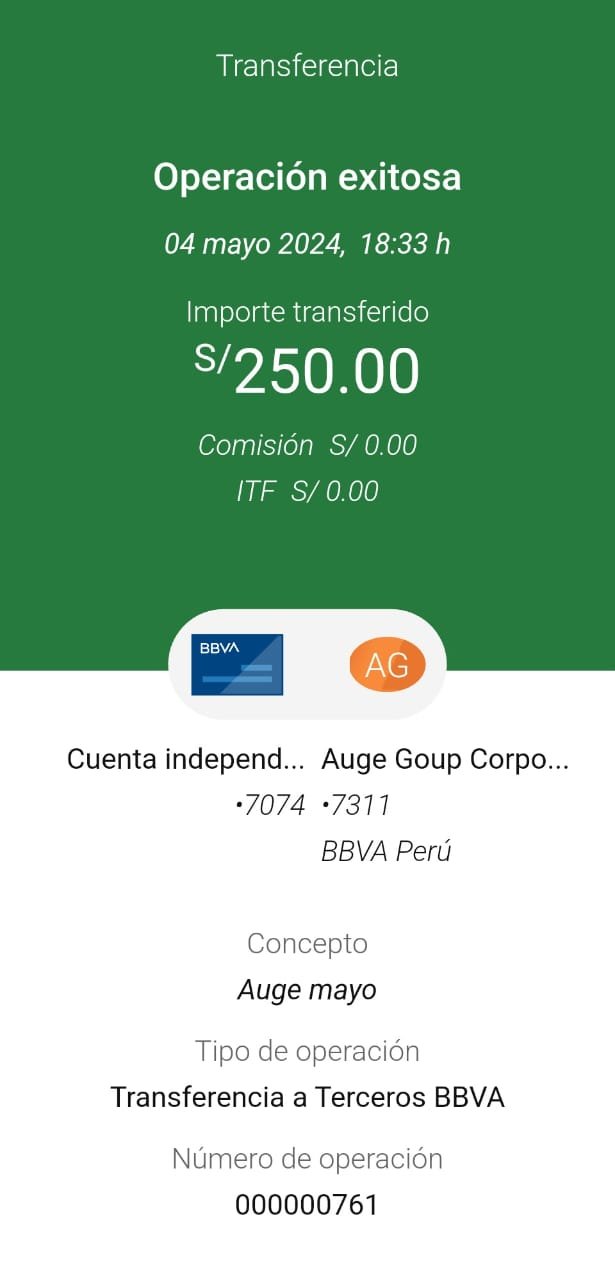 Transferencia
Operación exitosa
04 mayo 2024, 18:33 h
Importe transferido
S/250.00
Comisión S/ 0.00
ITF S/ 0.00
BBVA
AG
Cuenta independ... Auge Goup Corpo...
•7074 •7311
BBVA Perú
Concepto
Auge mayo
Tipo de operación
Transferencia a Terceros BBVA
Número de operación
000000761